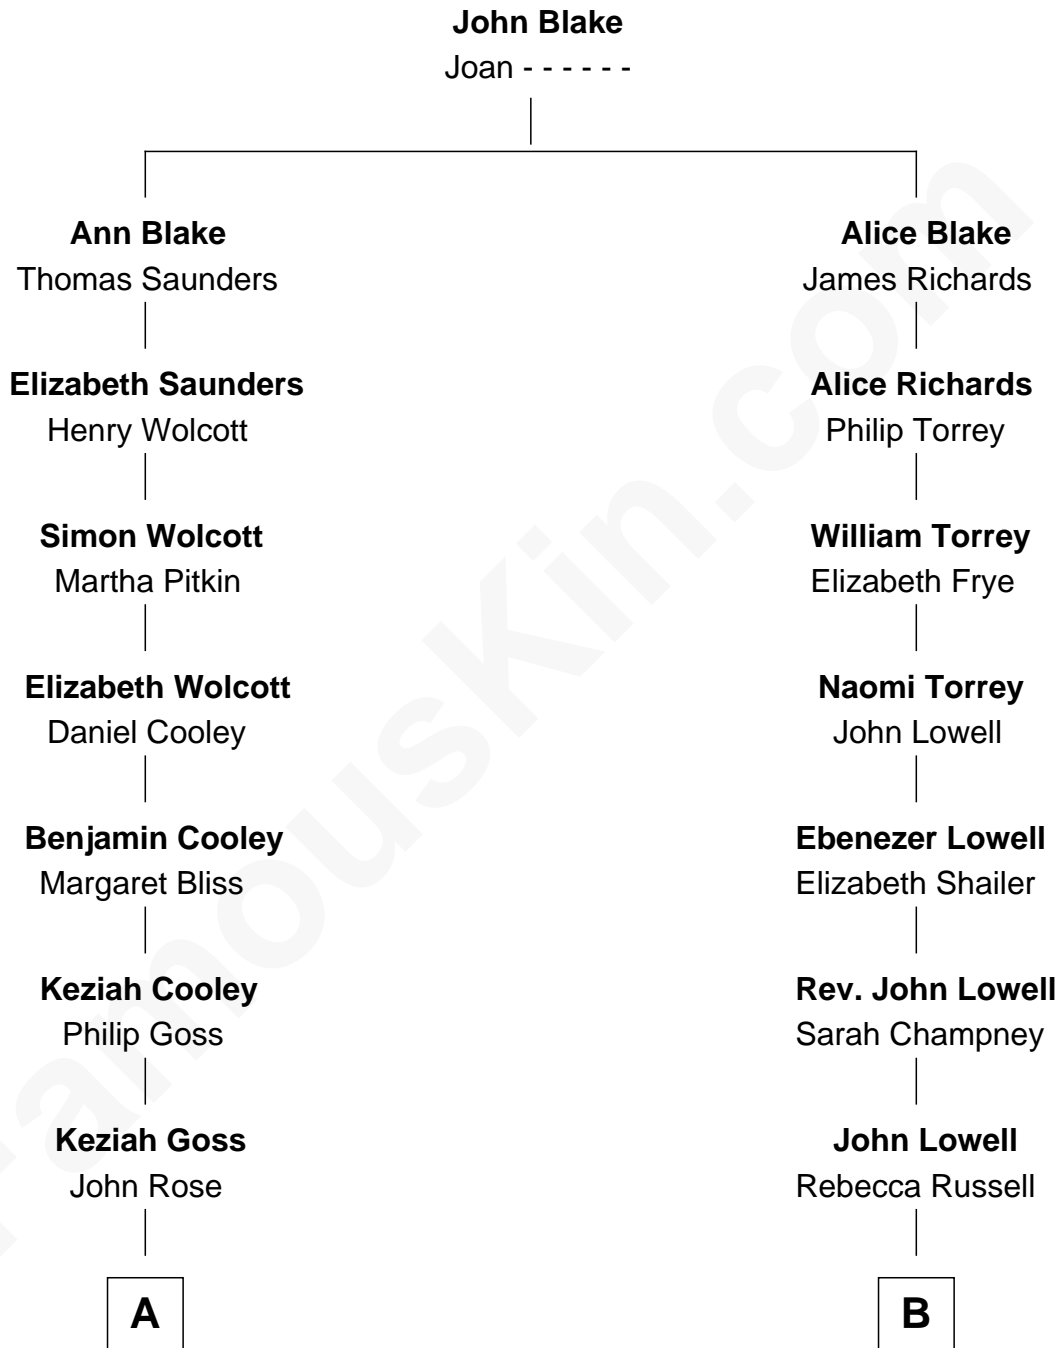 John Blake
Joan - - - - - -
Ann Blake
Thomas Saunders
Alice Blake
James Richards
Elizabeth Saunders
Henry Wolcott
Alice Richards
Philip Torrey
Simon Wolcott
Martha Pitkin
William Torrey
Elizabeth Frye
Elizabeth Wolcott
Daniel Cooley
Naomi Torrey
John Lowell
Benjamin Cooley
Margaret Bliss
Ebenezer Lowell
Elizabeth Shailer
Keziah Cooley
Philip Goss
Rev. John Lowell
Sarah Champney
Keziah Goss
John Rose
John Lowell
Rebecca Russell
A
B
FamousKin.com